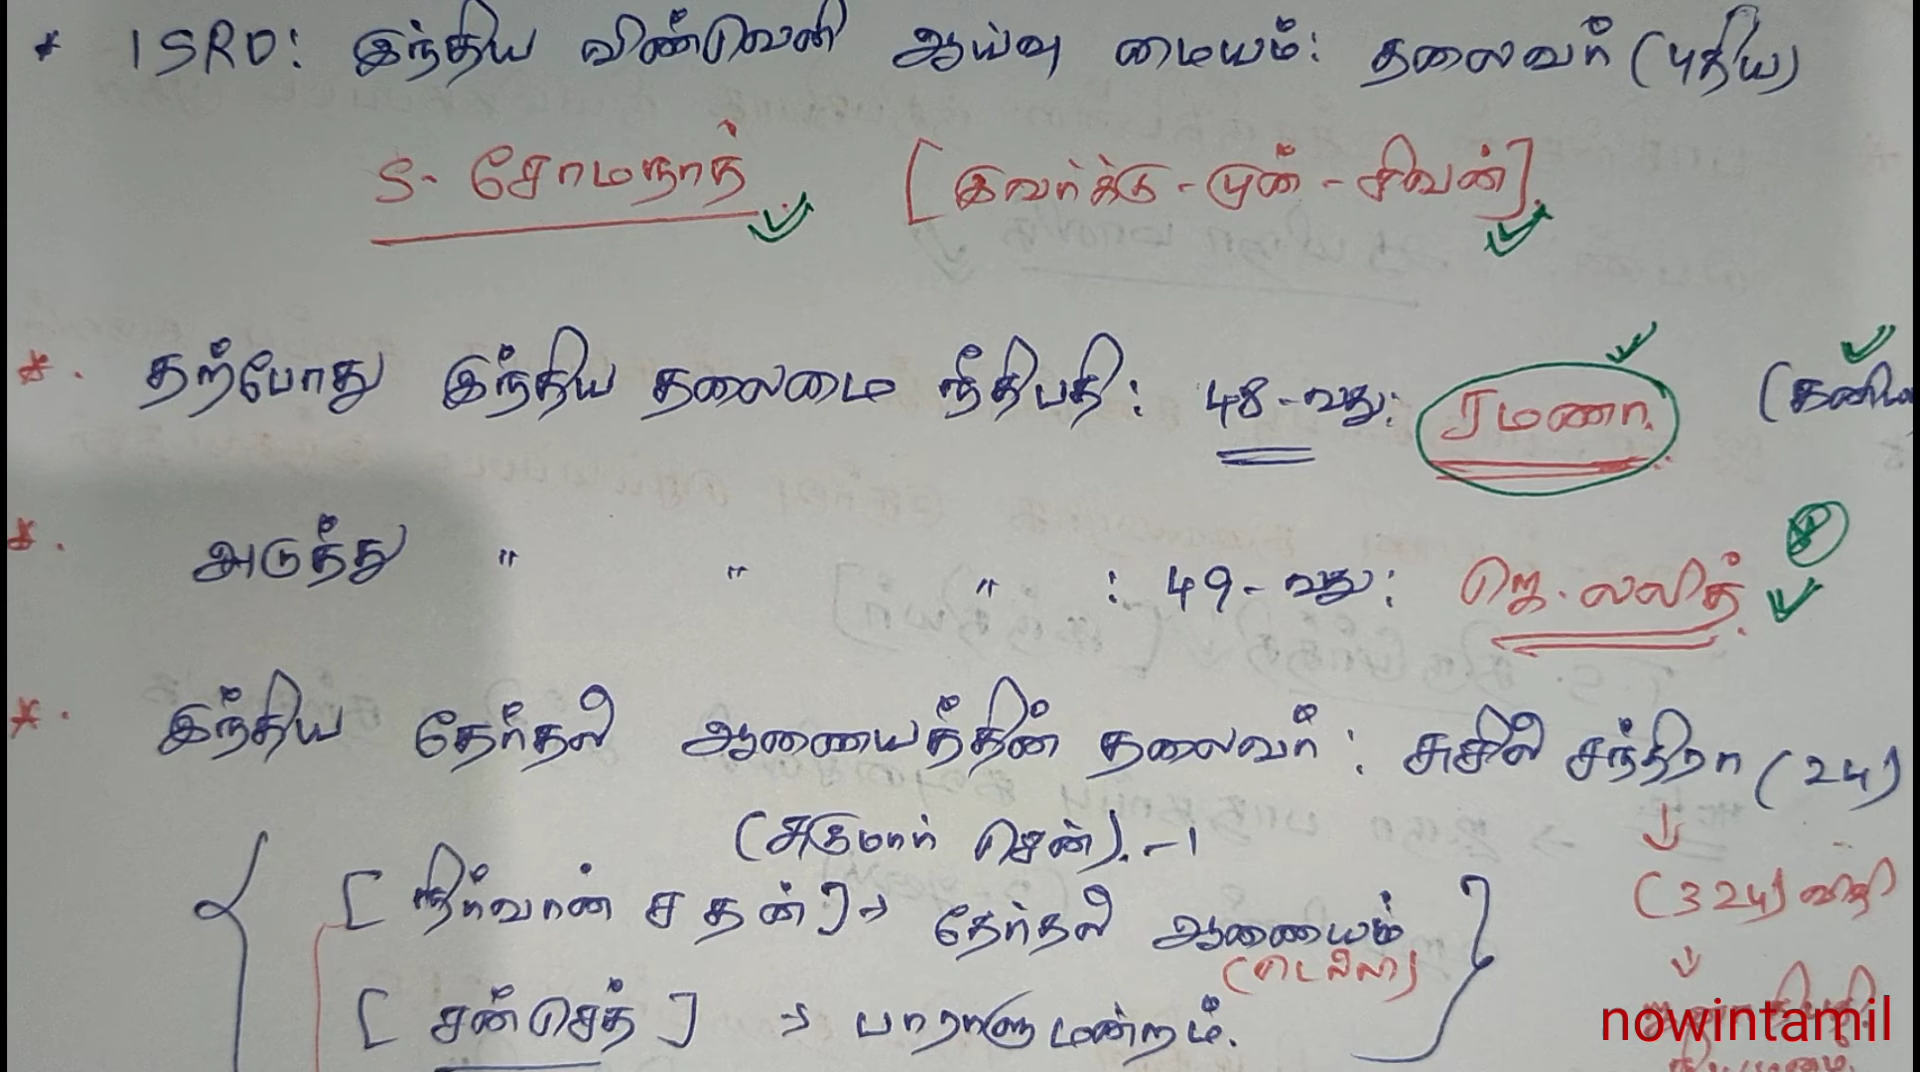 * ISRO: இந்திய விண்வெளி ஆய்வு மையம்: தலைவர் (புதிய)
S. சோமநாத் [இவர்க்கு - முன் - சிவன்].
*. தற்போது இந்திய தலைமை நீதிபதி: 48-வது: ரமணா.
*. அடுத்து " " " : 49-வது: ஜெ. லலித்.
*. இந்திய தேர்தல் ஆணையத்தின் தலைவர்: சுசில் சந்திரா (24)
(சுகுமார் சென்).-1
(324) விதி
[நிர்வான் சதன்] → தேர்தல் ஆணையம்
(டெல்லி)
[சன்செத்] → பாராளுமன்றம்.
nowintamil